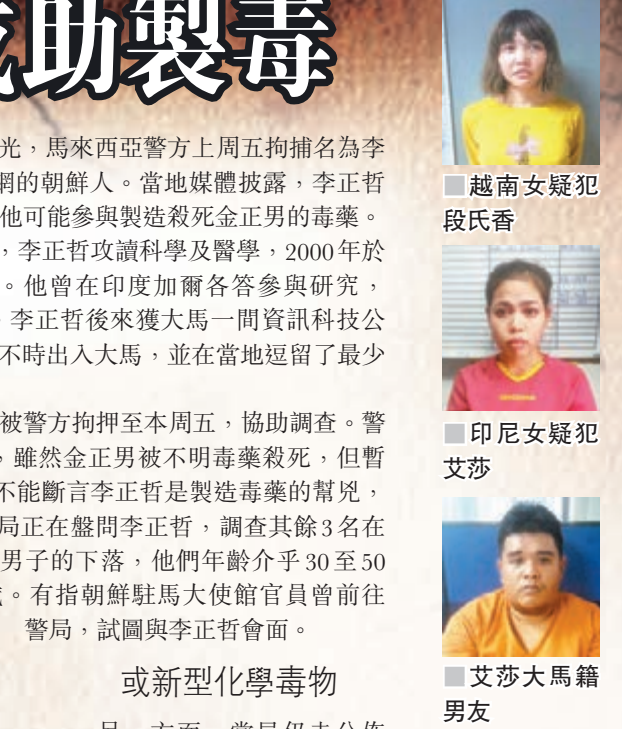 助製毒
光，馬來西亞警方上周五拘捕名為李
網的朝鮮人。當地媒體披露，李正哲
他可能參與製造殺死金正男的毒藥。
，李正哲攻讀科學及醫學，2000年於
。他曾在印度加爾各答參與研究，
李正哲後來獲大馬一間資訊科技公
不時出入大馬，並在當地逗留了最少
被警方拘押至本周五，協助調查。警
，雖然金正男被不明毒藥殺死，但暫
不能斷言李正哲是製造毒藥的幫兇，
局正在盤問李正哲，調查其餘3名在
男子的下落，他們年齡介乎30至50
。有指朝鮮駐馬大使館官員曾前往
警局，試圖與李正哲會面。
或新型化學毒物
另一方面，當局仍未公佈
■越南女疑犯
段氏香
■印尼女疑犯
艾莎
■艾莎大馬籍
男友